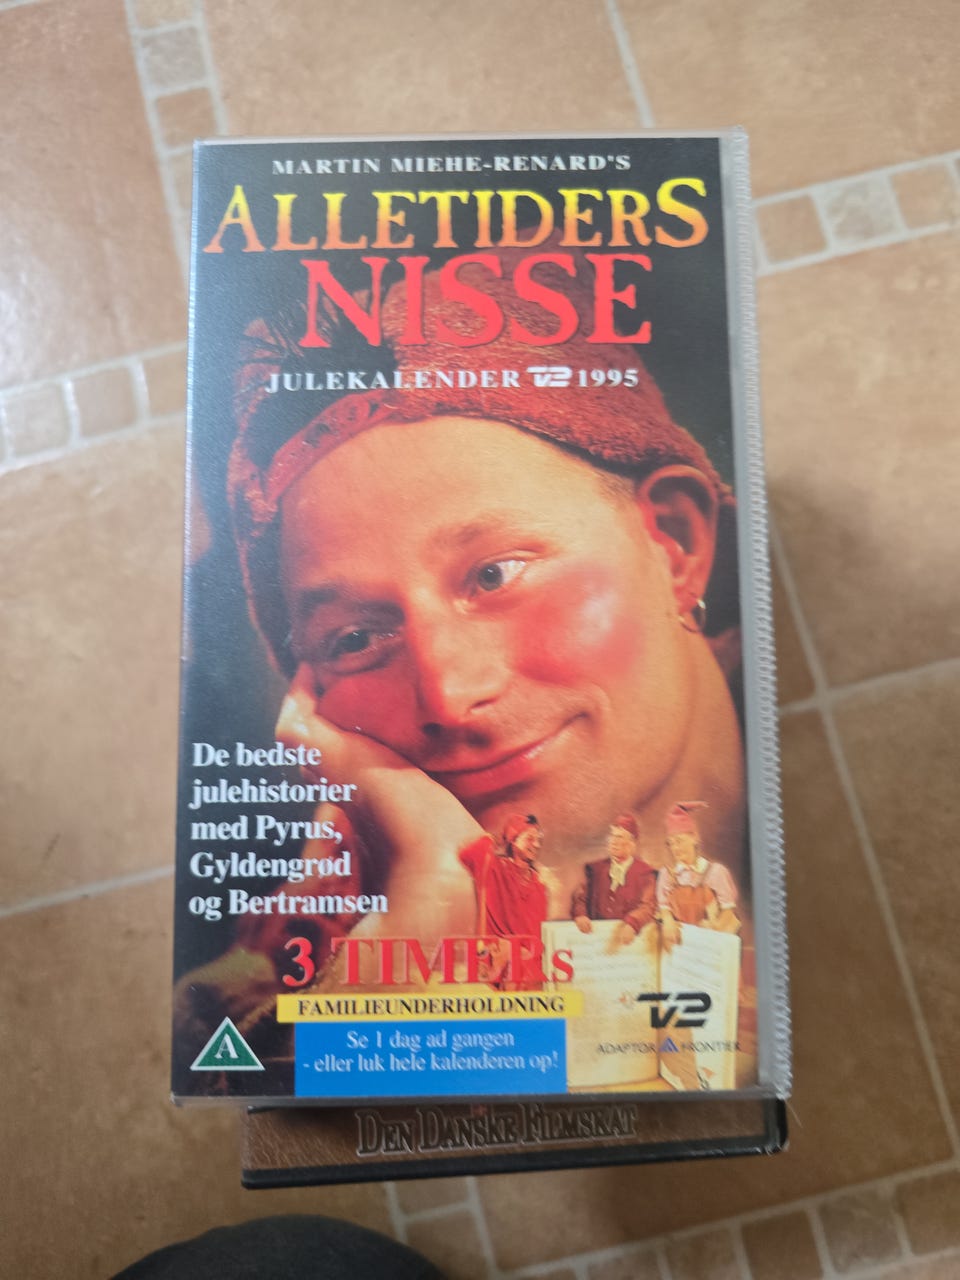 MARTIN MIEHE-RENARD'S
ALLETIDERS
NISSE
JULEKALENDER TV2 1995
De bedste
julehistorier
med Pyrus,
Gyldengrød
og Bertramsen
3 TIMERs
FAMILIEUNDERHOLDNING
Se 1 dag ad gangen
- eller luk hele kalenderen op!
A
TV2
ADAPTOR FRONTIER
DEN DANSKE FILMSKAT